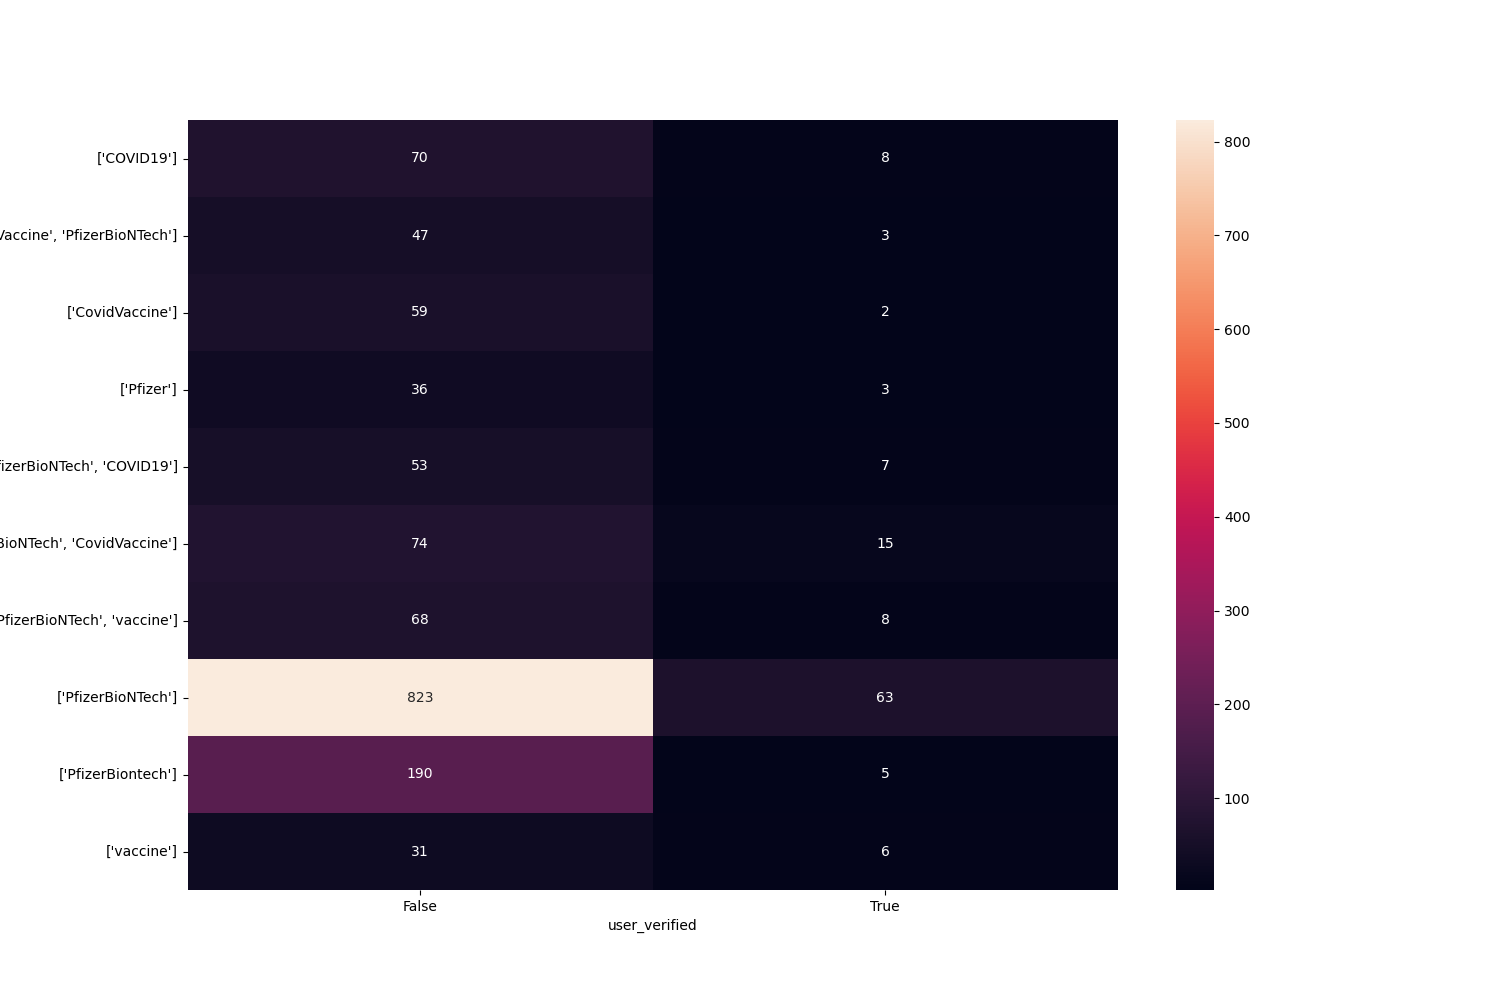 ['COVID19'] 70 8
Vaccine', 'PfizerBioNTech'] 47 3
['CovidVaccine'] 59 2
['Pfizer'] 36 3
'COVID19'] 53 7
'CovidVaccine'] 74 15
PfizerBioNTech', 'vaccine'] 68 8
['PfizerBioNTech'] 823 63
['PfizerBiontech'] 190 5
['vaccine'] 31 6
False True
user_verified
800
700
600
500
400
300
200
100